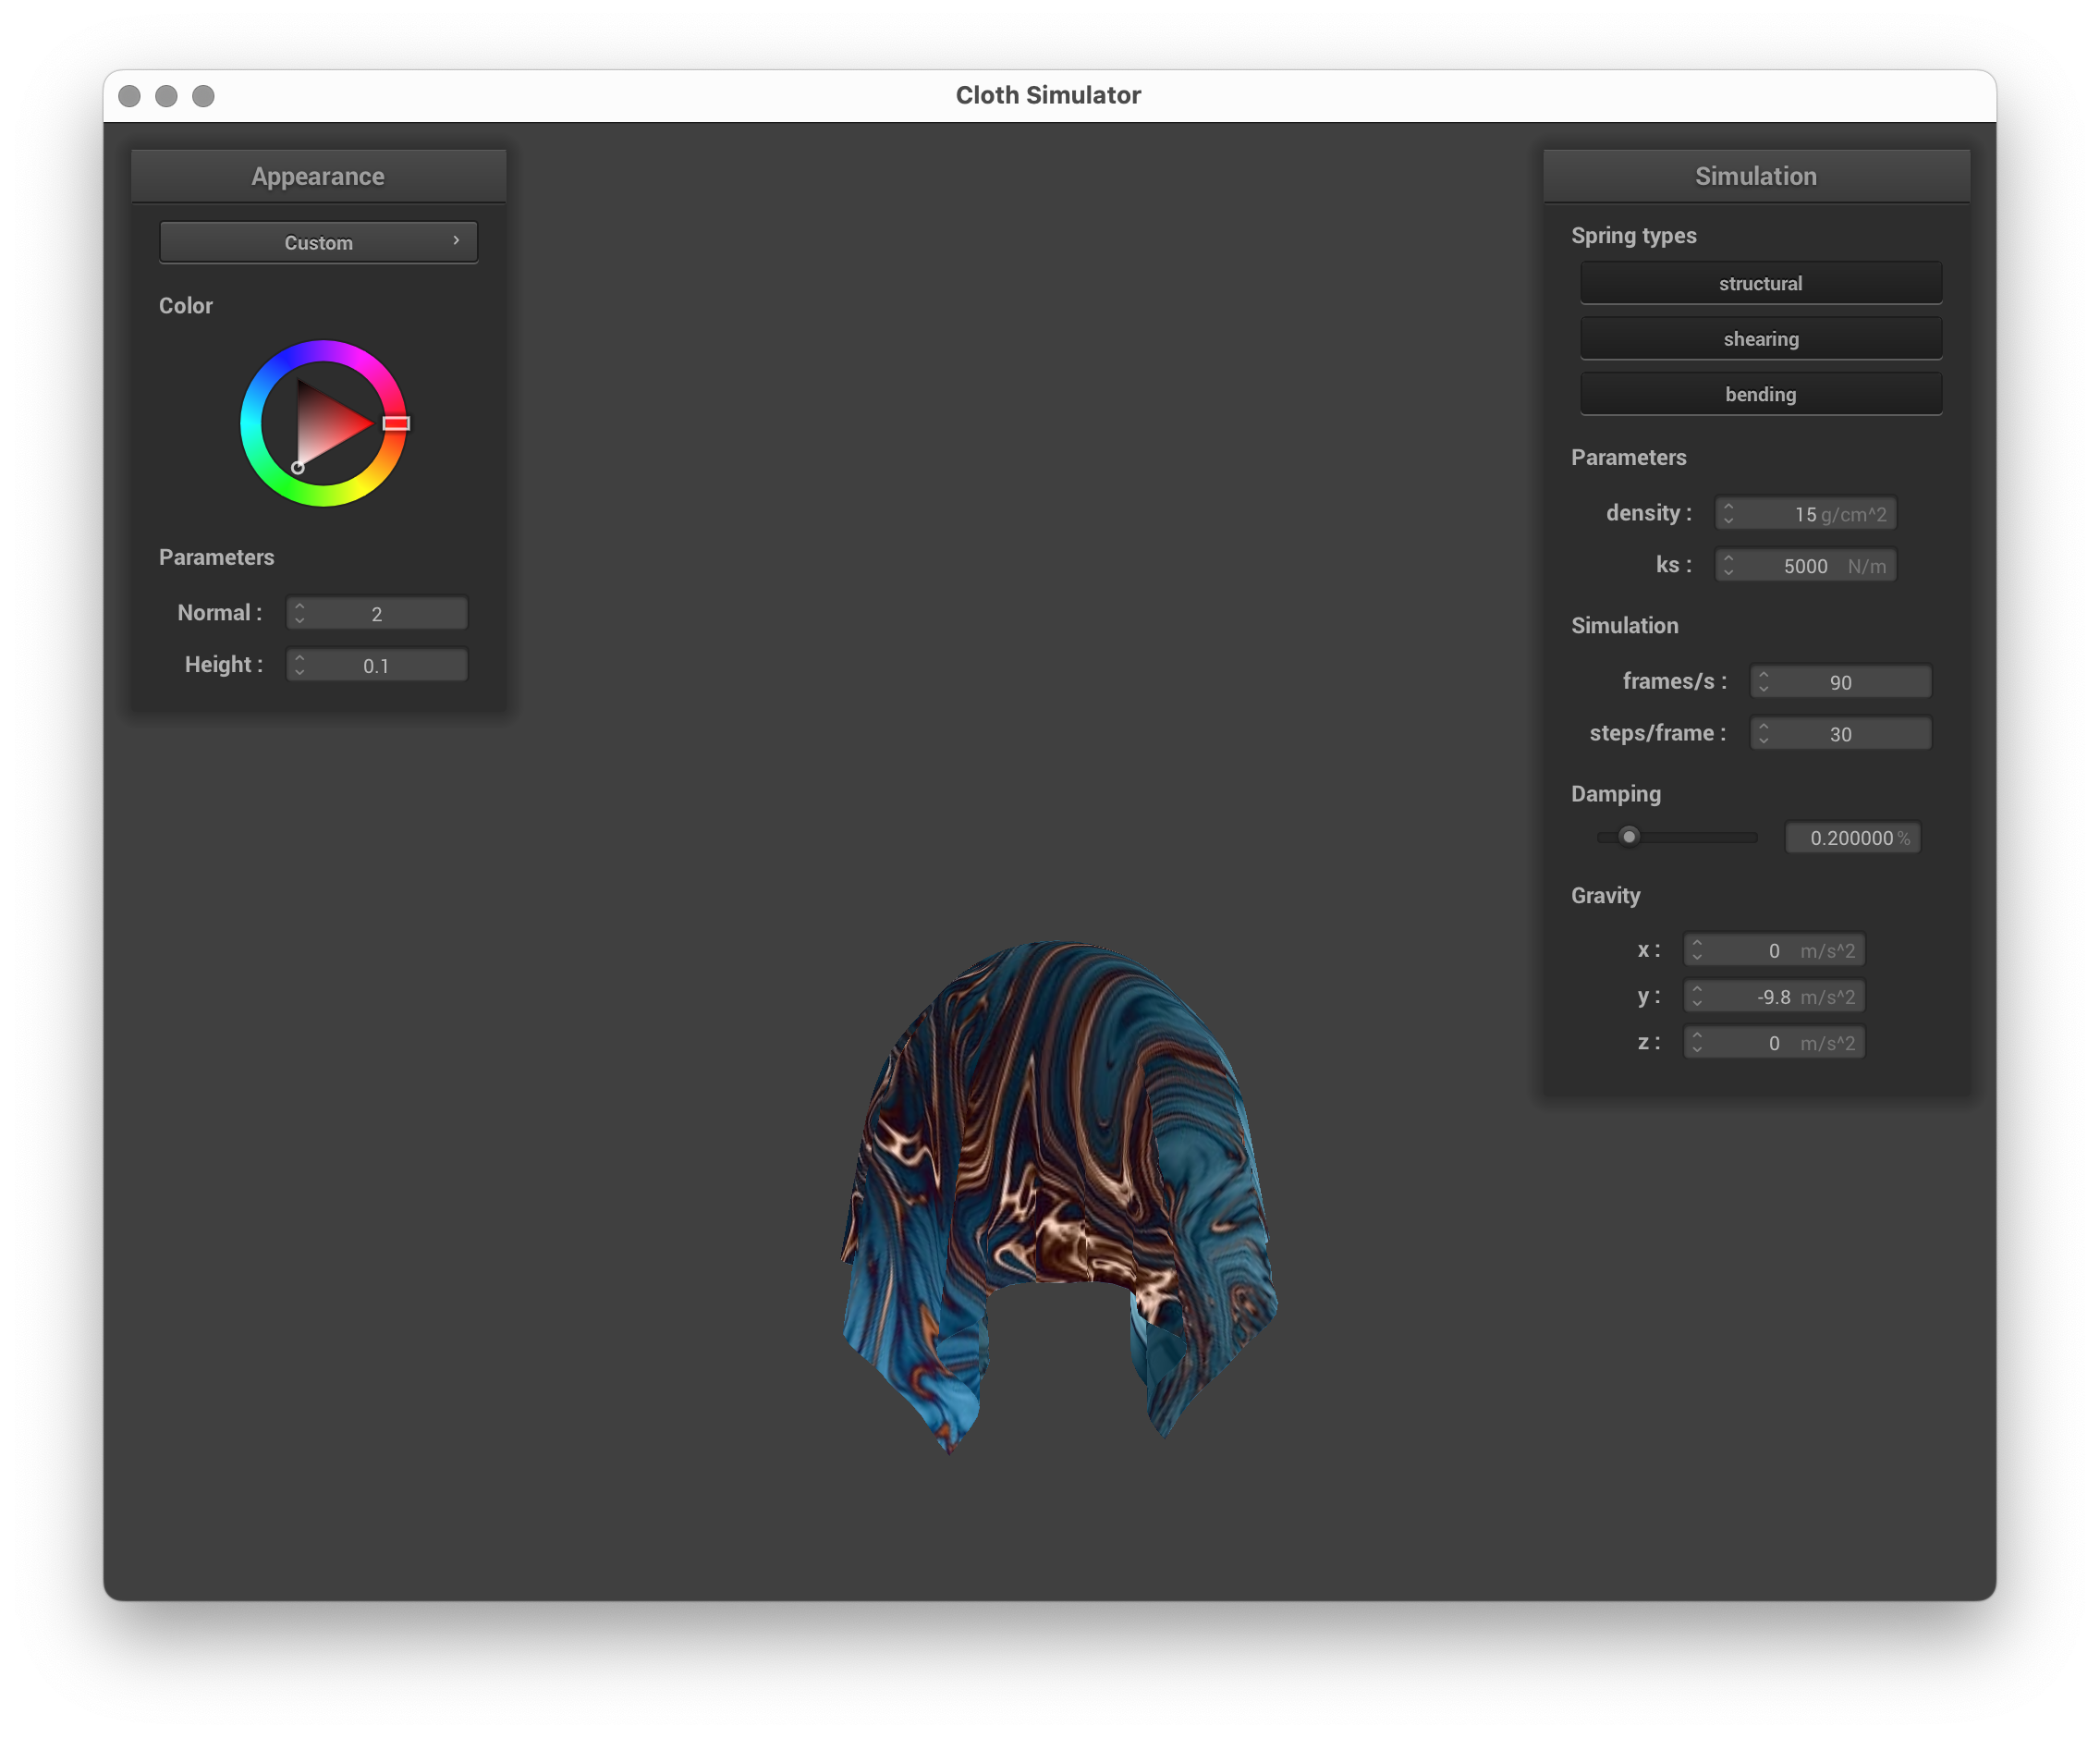 Cloth Simulator
Appearance
Custom
Color
Parameters
Normal : 2
Height : 0.1
Simulation
Spring types
structural
shearing
bending
Parameters
density : 15 g/cm^2
ks : 5000 N/m
Simulation
frames/s : 90
steps/frame : 30
Damping
0.200000 %
Gravity
x : 0 m/s^2
y : -9.8 m/s^2
z : 0 m/s^2